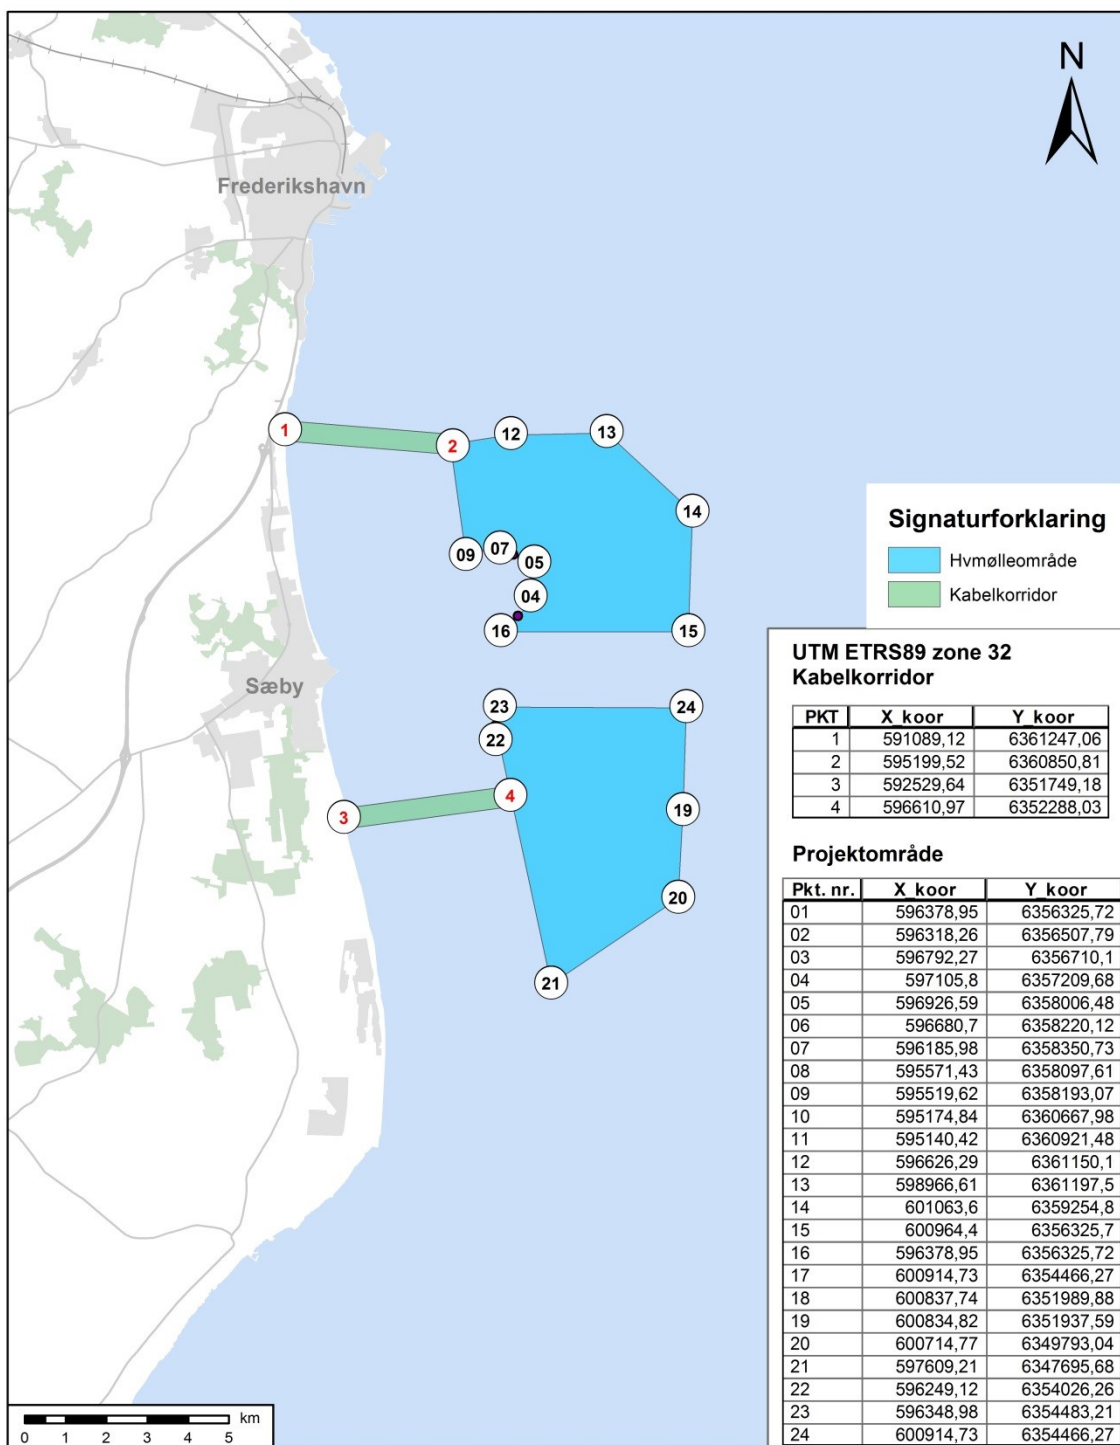 N
Frederikshavn
1
2
12
13
14
09
07
05
04
16
15
Sæby
23
24
22
4
3
19
20
21
Signaturforklaring
Hvmølleområde
Kabelkorridor
UTM ETRS89 zone 32
Kabelkorridor
PKT X_koor Y_koor
1 591089,12 6361247,06
2 595199,52 6360850,81
3 592529,64 6351749,18
4 596610,97 6352288,03
Projektområde
Pkt. nr. X_koor Y_koor
01 596378,95 6356325,72
02 596318,26 6356507,79
03 596792,27 6356710,1
04 597105,8 6357209,68
05 596926,59 6358006,48
06 596680,7 6358220,12
07 596185,98 6358350,73
08 595571,43 6358097,61
09 595519,62 6358193,07
10 595174,84 6360667,98
11 595140,42 6360921,48
12 596626,29 6361150,1
13 598966,61 6361197,5
14 601063,6 6359254,8
15 600964,4 6356325,7
16 596378,95 6356325,72
17 600914,73 6354466,27
18 600837,74 6351989,88
19 600834,82 6351937,59
20 600714,77 6349793,04
21 597609,21 6347695,68
22 596249,12 6354026,26
23 596348,98 6354483,21
24 600914,73 6354466,27
km
0 1 2 3 4 5